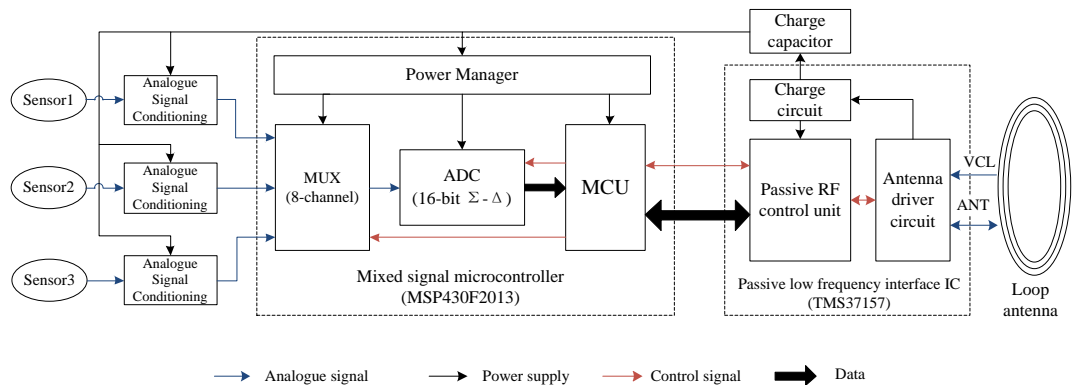 Charge
capacitor
Sensor1
Analogue
Signal
Conditioning
Power Manager
Charge
circuit
Sensor2
Analogue
Signal
Conditioning
MUX
(8-channel)
ADC
(16-bit Σ-Δ)
MCU
Passive RF
control unit
Antenna
driver
circuit
VCL
ANT
Sensor3
Analogue
Signal
Conditioning
Mixed signal microcontroller
(MSP430F2013)
Passive low frequency interface IC
(TMS37157)
Loop
antenna
Analogue signal
Power supply
Control signal
Data